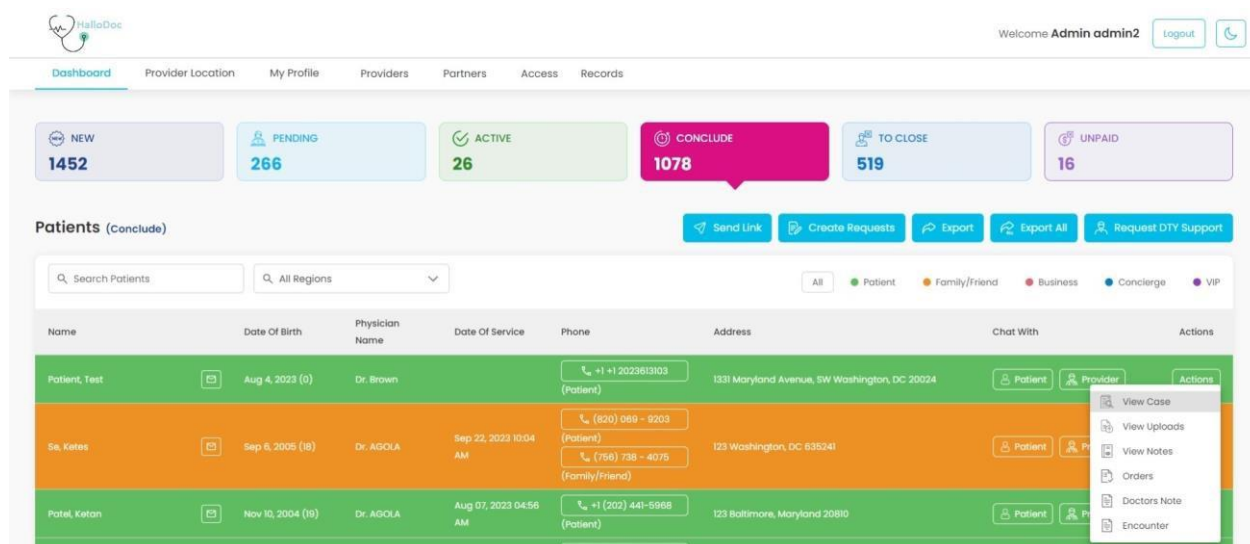 HalloDoc
Welcome Admin admin2 Logout
Dashboard Provider Location My Profile Providers Partners Access Records
NEW PENDING ACTIVE CONCLUDE TO CLOSE UNPAID
1452 266 26 1078 519 16
Patients (Conclude) Send Link Create Requests Export Export All Request DTY Support
Search Patients All Regions All Patient Family/Friend Business Concierge VIP
Name Date Of Birth Physician Name Date Of Service Phone Address Chat With Actions
Patient, Test Aug 4, 2023 (0) Dr. Brown +1 +1 2023613103 (Patient) 1331 Maryland Avenue, SW Washington, DC 20024 Patient Provider Actions
Se, Ketes Sep 6, 2005 (18) Dr. AGOLA Sep 22, 2023 10:04 AM (820) 069 - 9203 (Patient) (756) 738 - 4075 (Family/Friend) 123 Washington, DC 635241 Patient
Patel, Ketan Nov 10, 2004 (19) Dr. AGOLA Aug 07, 2023 04:56 AM +1 (202) 441-5968 (Patient) 123 Baltimore, Maryland 20810 Patient
View Case
View Uploads
View Notes
Orders
Doctors Note
Encounter